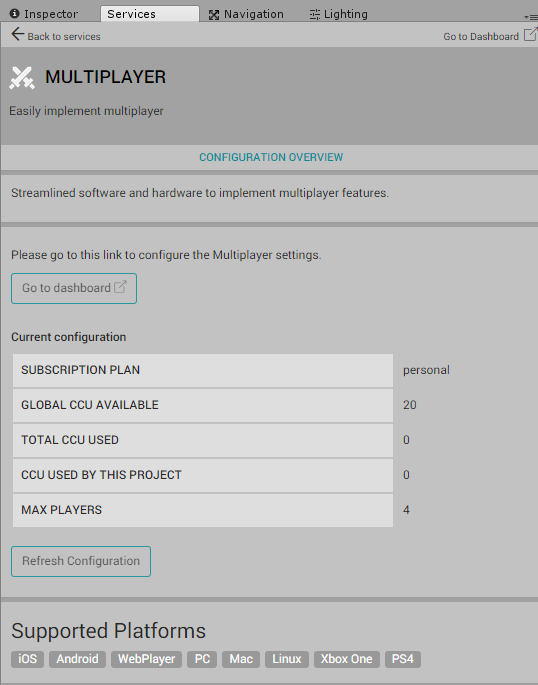 Inspector Services Navigation Lighting
Back to services Go to Dashboard
MULTIPLAYER
Easily implement multiplayer
CONFIGURATION OVERVIEW
Streamlined software and hardware to implement multiplayer features.
Please go to this link to configure the Multiplayer settings.
Go to dashboard
Current configuration
SUBSCRIPTION PLAN personal
GLOBAL CCU AVAILABLE 20
TOTAL CCU USED 0
CCU USED BY THIS PROJECT 0
MAX PLAYERS 4
Refresh Configuration
Supported Platforms
iOS Android WebPlayer PC Mac Linux Xbox One PS4